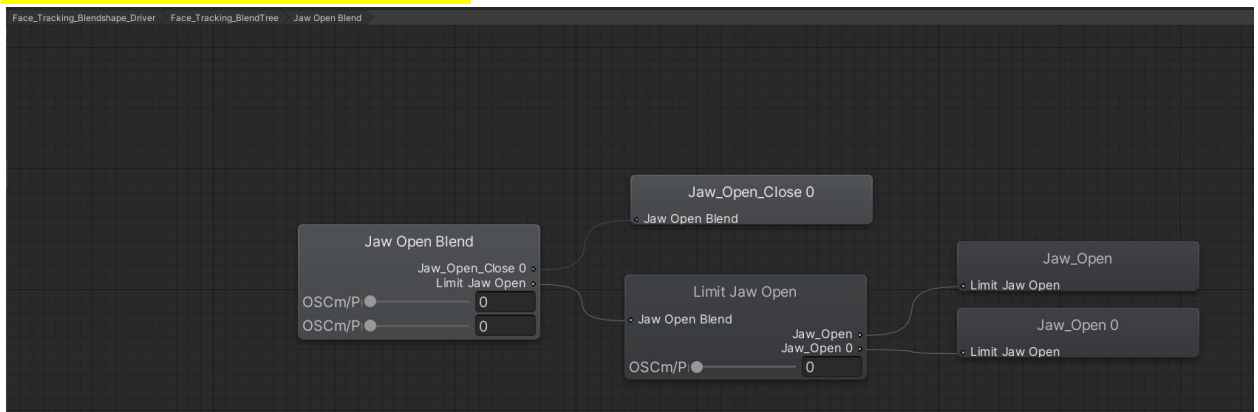 Face_Tracking_Blendshape_Driver Face_Tracking_BlendTree Jaw Open Blend
Jaw Open Blend
Jaw_Open_Close 0
Limit Jaw Open
OSCm/P 0
OSCm/P 0
Jaw_Open_Close 0
Jaw Open Blend
Limit Jaw Open
Jaw Open Blend
Jaw_Open
Jaw_Open 0
OSCm/P 0
Jaw_Open
Limit Jaw Open
Jaw_Open 0
Limit Jaw Open